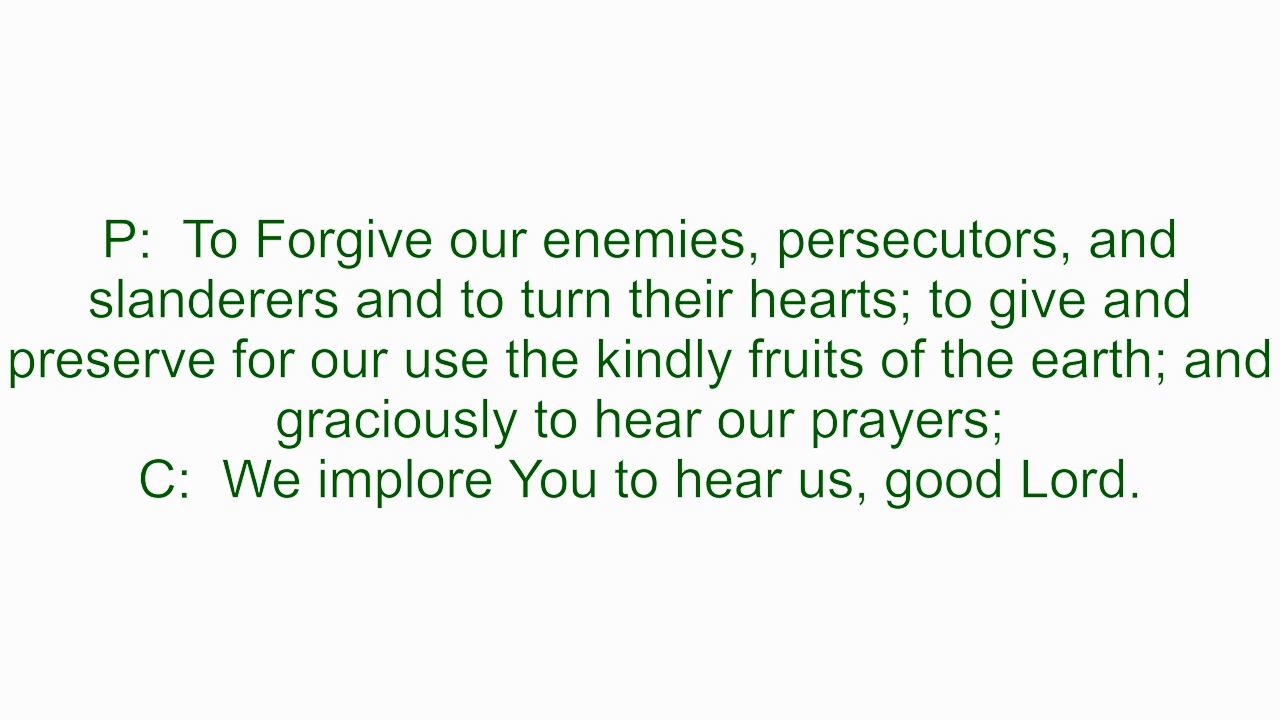 P:  To Forgive our enemies, persecutors, and
slanderers and to turn their hearts; to give and
preserve for our use the kindly fruits of the earth; and
graciously to hear our prayers;
C:  We implore You to hear us, good Lord.